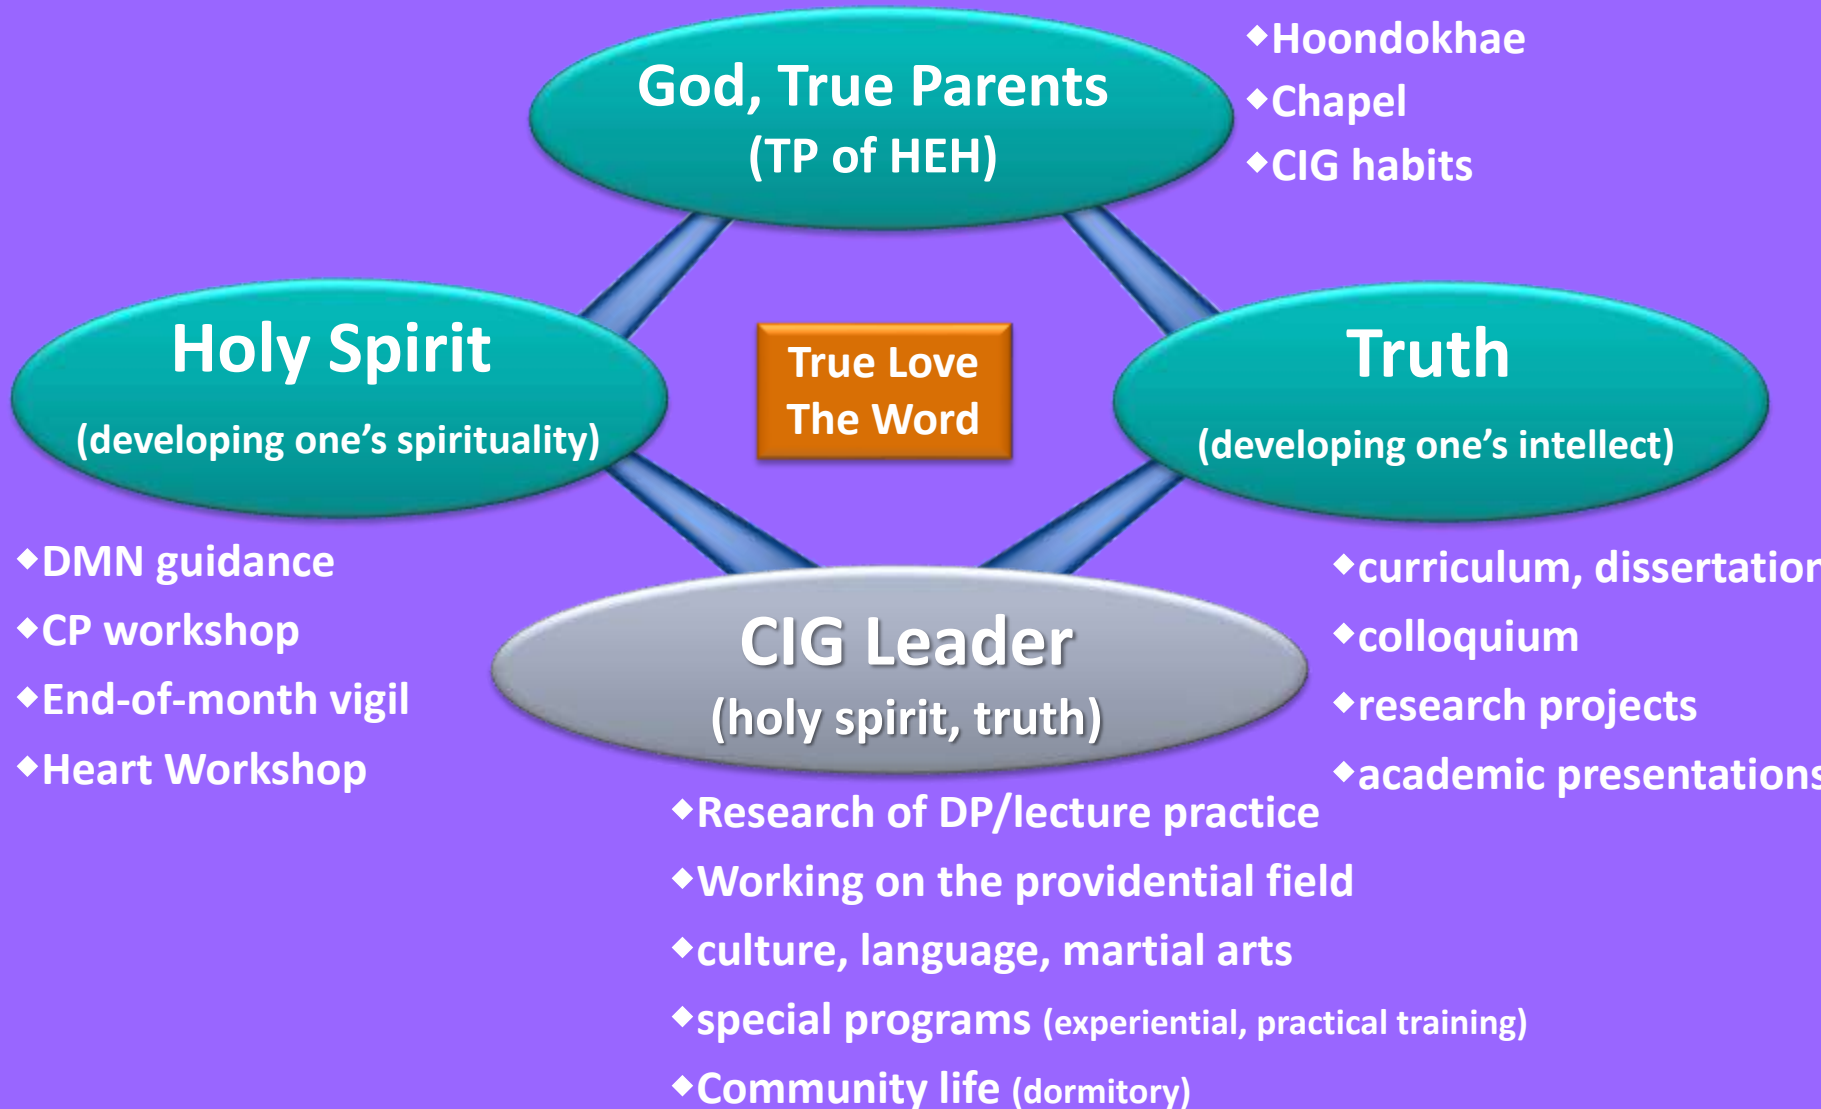 God, True Parents
(TP of HEH)
◆Hoondokhae
◆Chapel
◆CIG habits
Holy Spirit
(developing one's spirituality)
True Love
The Word
Truth
(developing one's intellect)
◆DMN guidance
◆CP workshop
◆End-of-month vigil
◆Heart Workshop
CIG Leader
(holy spirit, truth)
◆curriculum, dissertation
◆colloquium
◆research projects
◆academic presentations
◆Research of DP/lecture practice
◆Working on the providential field
◆culture, language, martial arts
◆special programs (experiential, practical training)
◆Community life (dormitory)